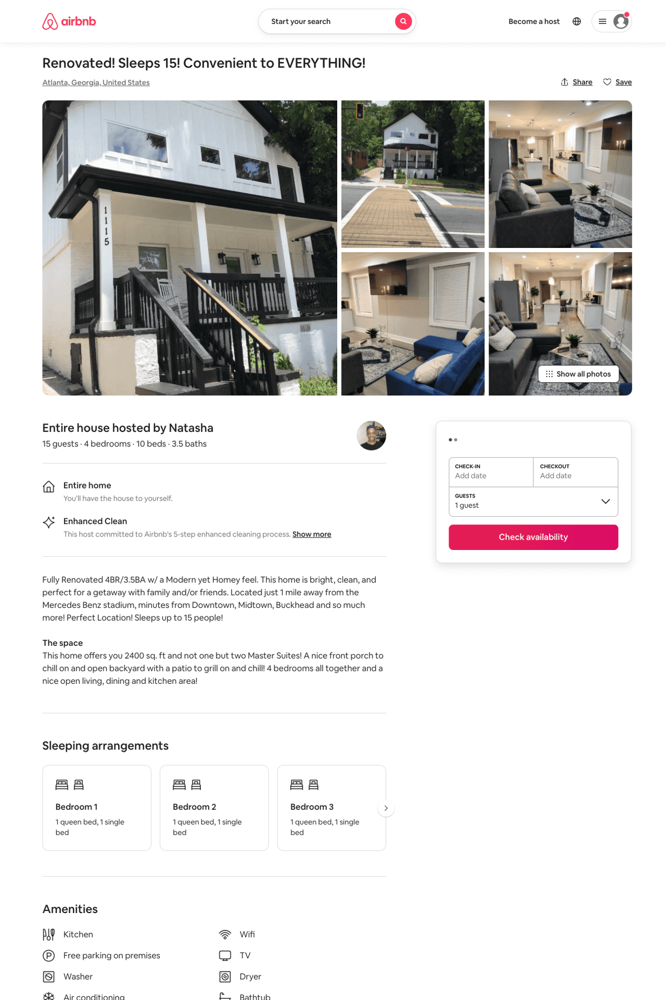 airbnb
Start your search
Become a host
Renovated! Sleeps 15! Convenient to EVERYTHING!
Atlanta, Georgia, United States
Share
Save
1115
Show all photos
Entire house hosted by Natasha
15 guests · 4 bedrooms · 10 beds · 3.5 baths
Entire home
You'll have the house to yourself.
Enhanced Clean
This host committed to Airbnb's 5-step enhanced cleaning process. Show more
CHECK-IN
Add date
CHECKOUT
Add date
GUESTS
1 guest
Check availability
Fully Renovated 4BR/3.5BA w/ a Modern yet Homey feel. This home is bright, clean, and
perfect for a getaway with family and/or friends. Located just 1 mile away from the
Mercedes Benz stadium, minutes from Downtown, Midtown, Buckhead and so much
more! Perfect Location! Sleeps up to 15 people!
The space
This home offers you 2400 sq. ft and not one but two Master Suites! A nice front porch to
chill on and open backyard with a patio to grill on and chill! 4 bedrooms all together and a
nice open living, dining and kitchen area!
Sleeping arrangements
Bedroom 1
1 queen bed, 1 single
bed
Bedroom 2
1 queen bed, 1 single
bed
Bedroom 3
1 queen bed, 1 single
bed
Amenities
Kitchen
Wifi
Free parking on premises
TV
Washer
Dryer
Air conditioning
Bathtub